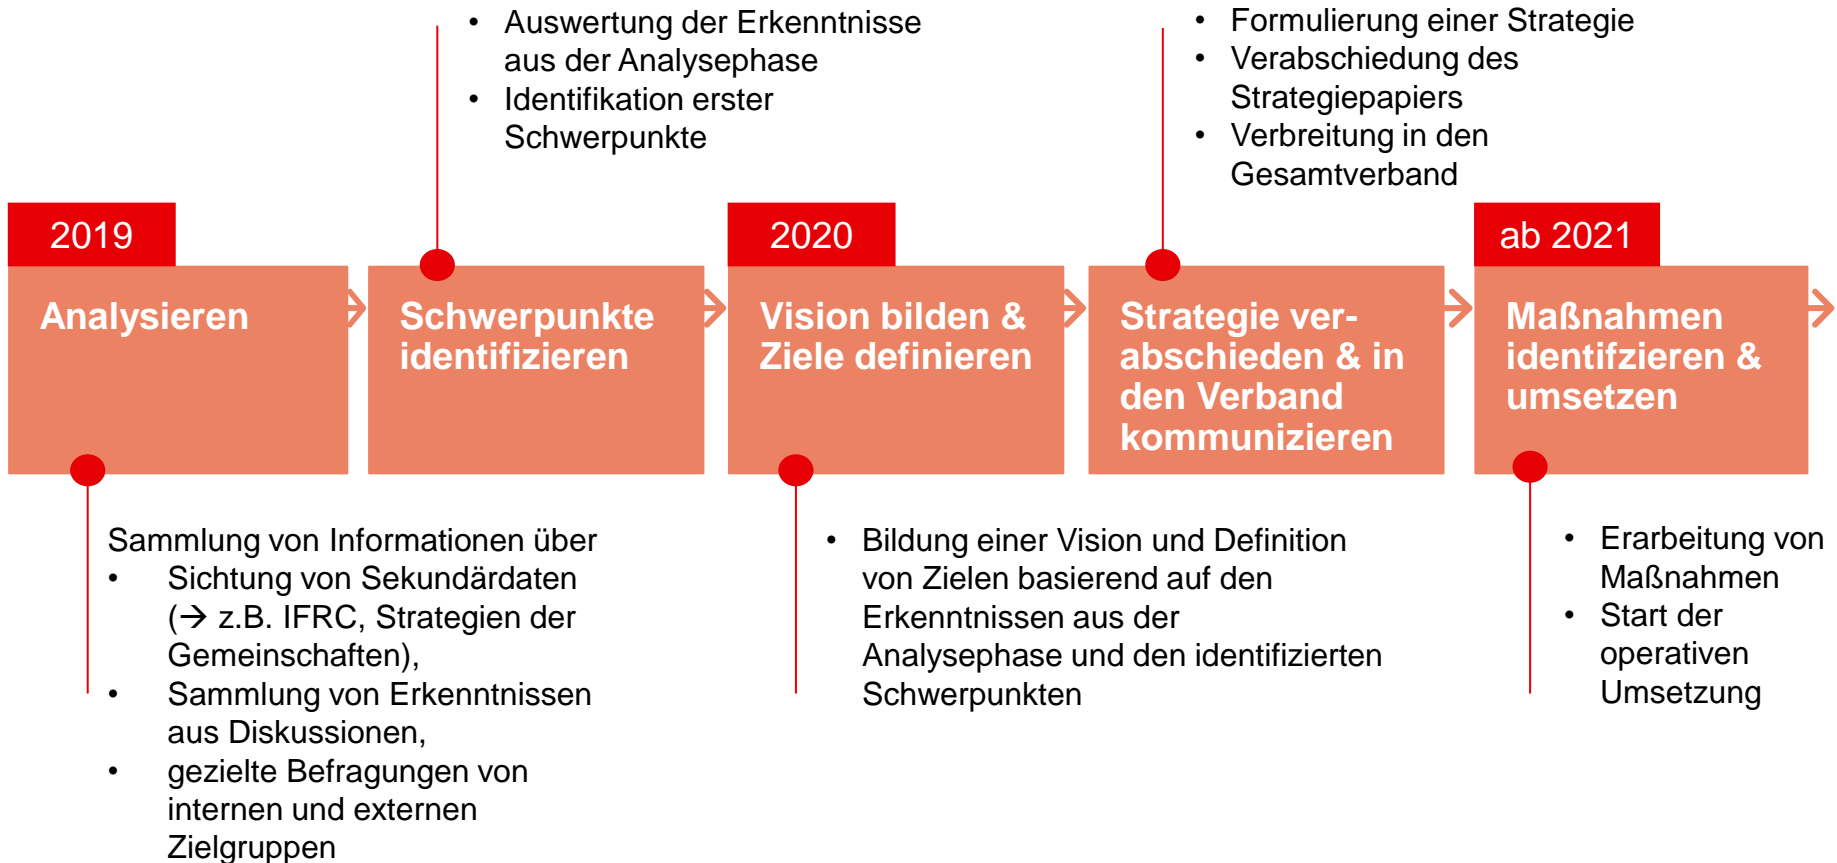 • Auswertung der Erkenntnisse
aus der Analysephase
• Identifikation erster
Schwerpunkte
• Formulierung einer Strategie
• Verabschiedung des
Strategiepapiers
• Verbreitung in den
Gesamtverband
2019
Analysieren
Schwerpunkte
identifizieren
2020
Vision bilden &
Ziele definieren
Strategie ver-
abschieden & in
den Verband
kommunizieren
ab 2021
Maßnahmen
identifzieren &
umsetzen
Sammlung von Informationen über
• Sichtung von Sekundärdaten
(→ z.B. IFRC, Strategien der
Gemeinschaften),
• Sammlung von Erkenntnissen
aus Diskussionen,
• gezielte Befragungen von
internen und externen
Zielgruppen
• Bildung einer Vision und Definition
von Zielen basierend auf den
Erkenntnissen aus der
Analysephase und den identifizierten
Schwerpunkten
• Erarbeitung von
Maßnahmen
• Start der
operativen
Umsetzung